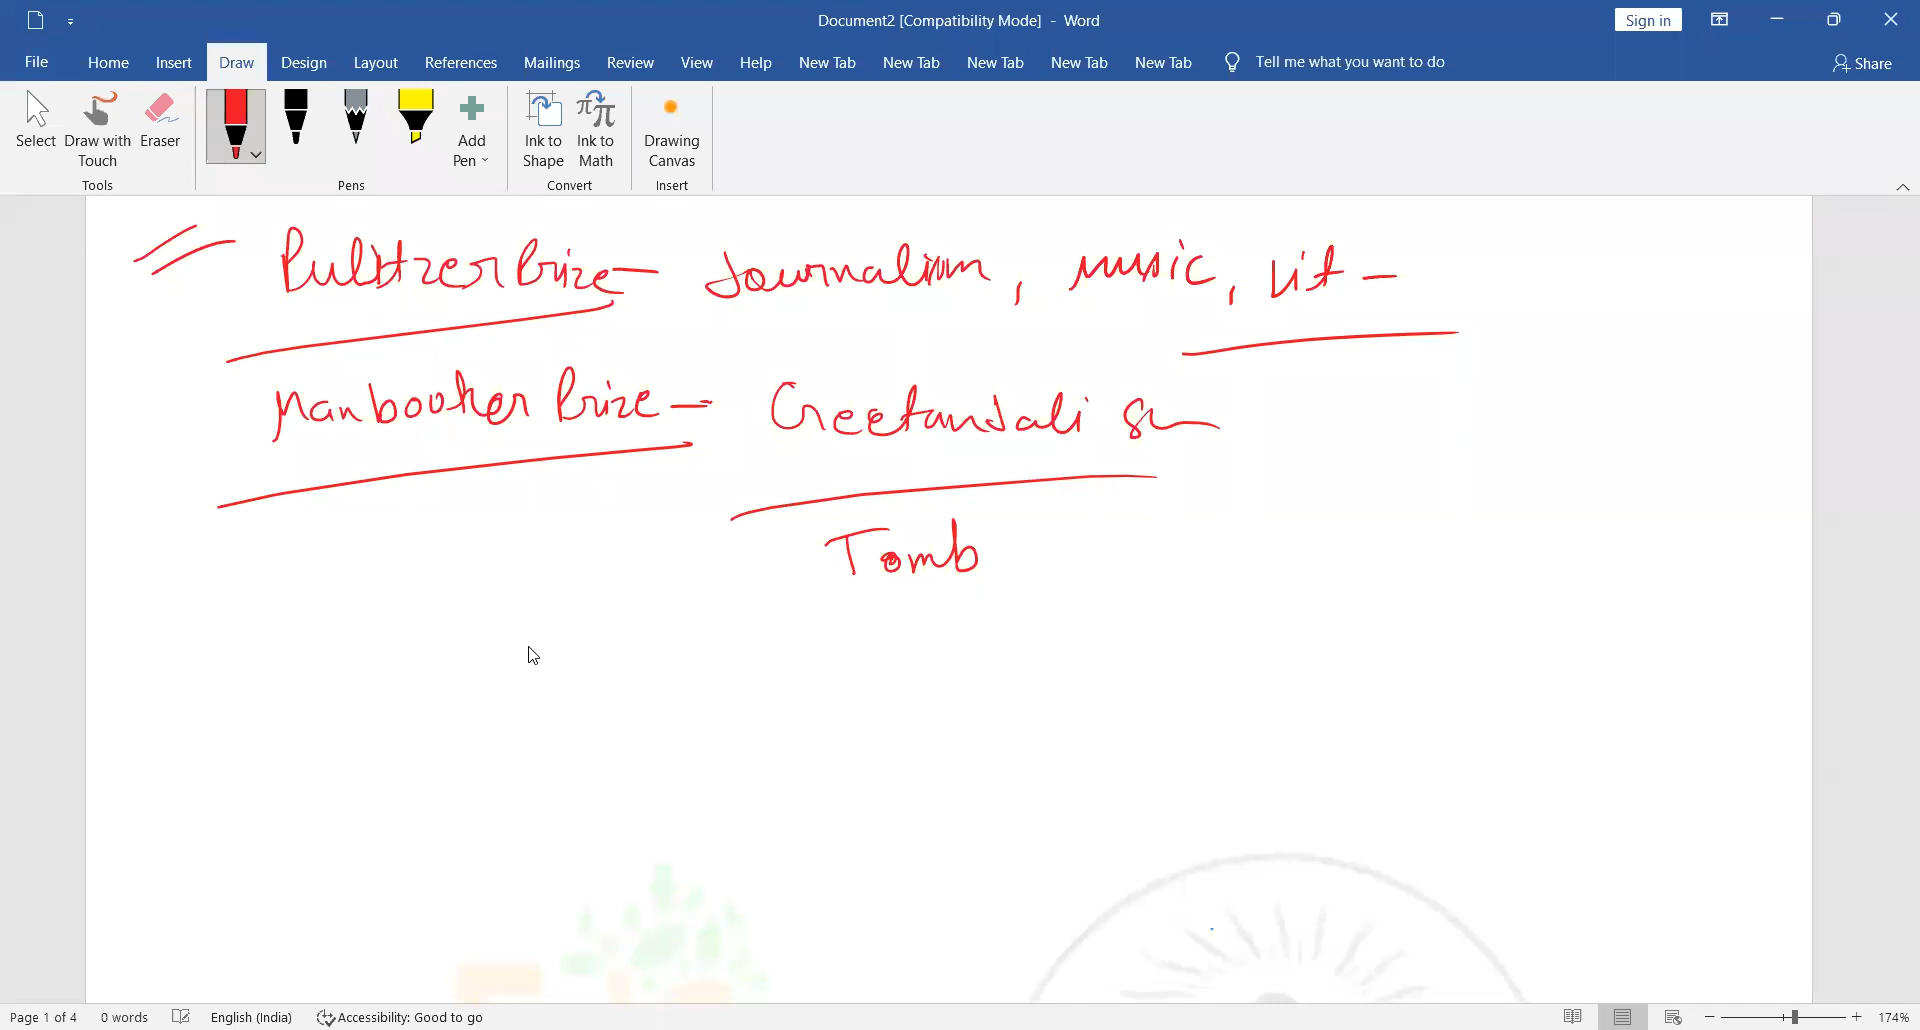 Document2 [Compatibility Mode] - Word
Sign in
File Home Insert Draw Design Layout References Mailings Review View Help New Tab New Tab New Tab New Tab New Tab Tell me what you want to do Share
Select Draw with Touch Eraser Add Pen Ink to Shape Ink to Math Drawing Canvas
Tools Pens Convert Insert
Pulitzer Prize - Journalism, music, Lit -
Manbooker Prize - Geetanjali
Tomb
Page 1 of 4 0 words English (India) Accessibility: Good to go 174%